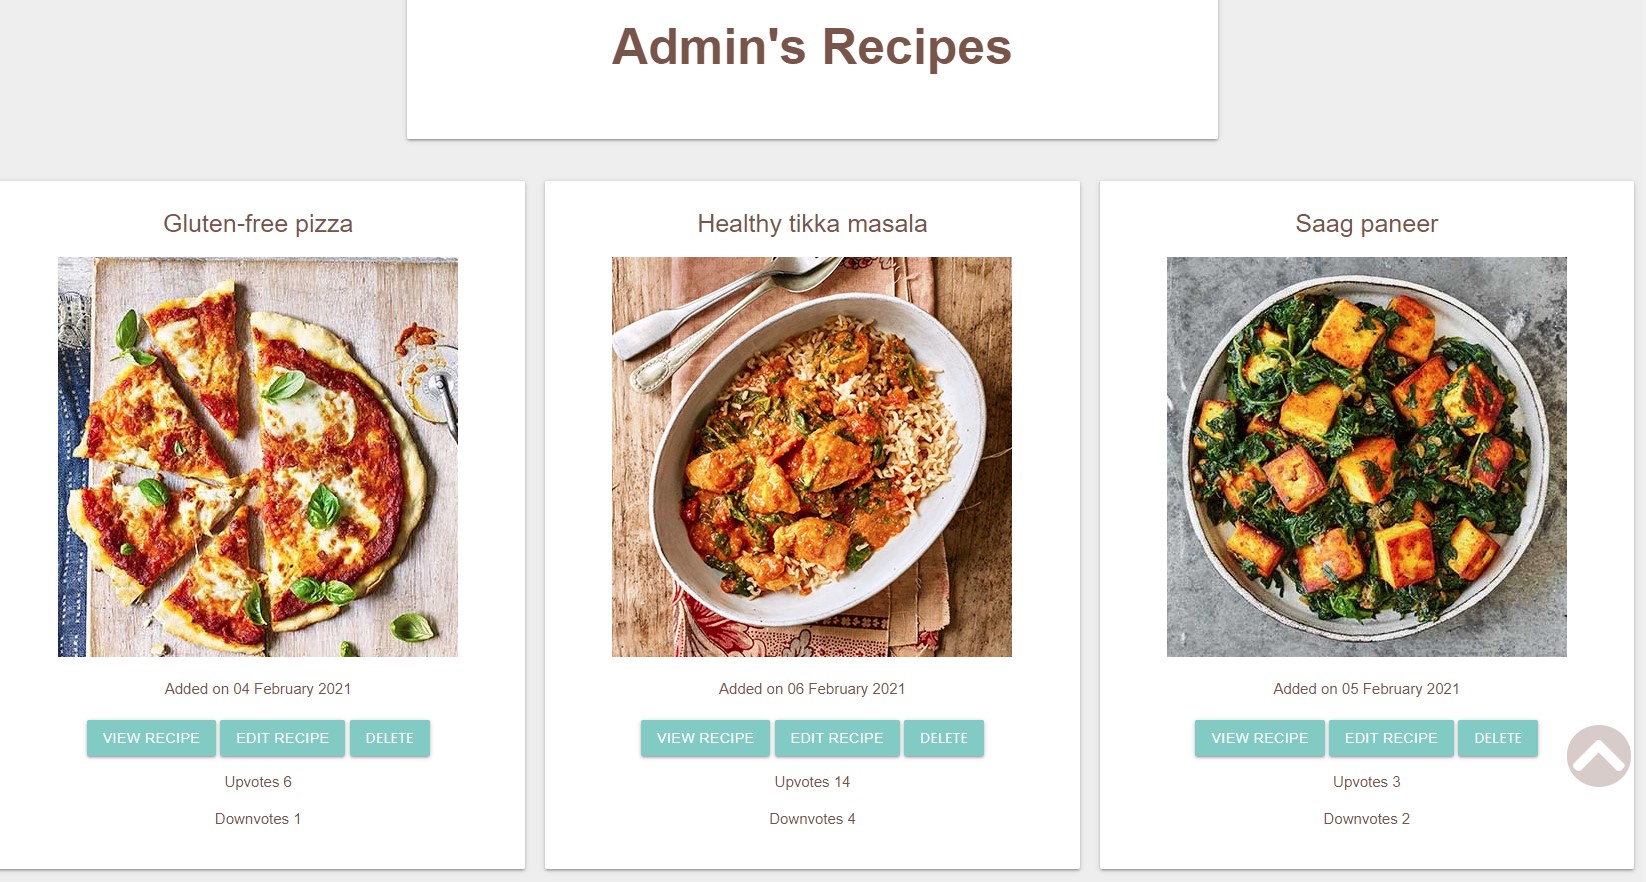 Admin's Recipes
Gluten-free pizza
Added on 04 February 2021
VIEW RECIPE EDIT RECIPE DELETE
Upvotes 6
Downvotes 1
Healthy tikka masala
Added on 06 February 2021
VIEW RECIPE EDIT RECIPE DELETE
Upvotes 14
Downvotes 4
Saag paneer
Added on 05 February 2021
VIEW RECIPE EDIT RECIPE DELETE
Upvotes 3
Downvotes 2